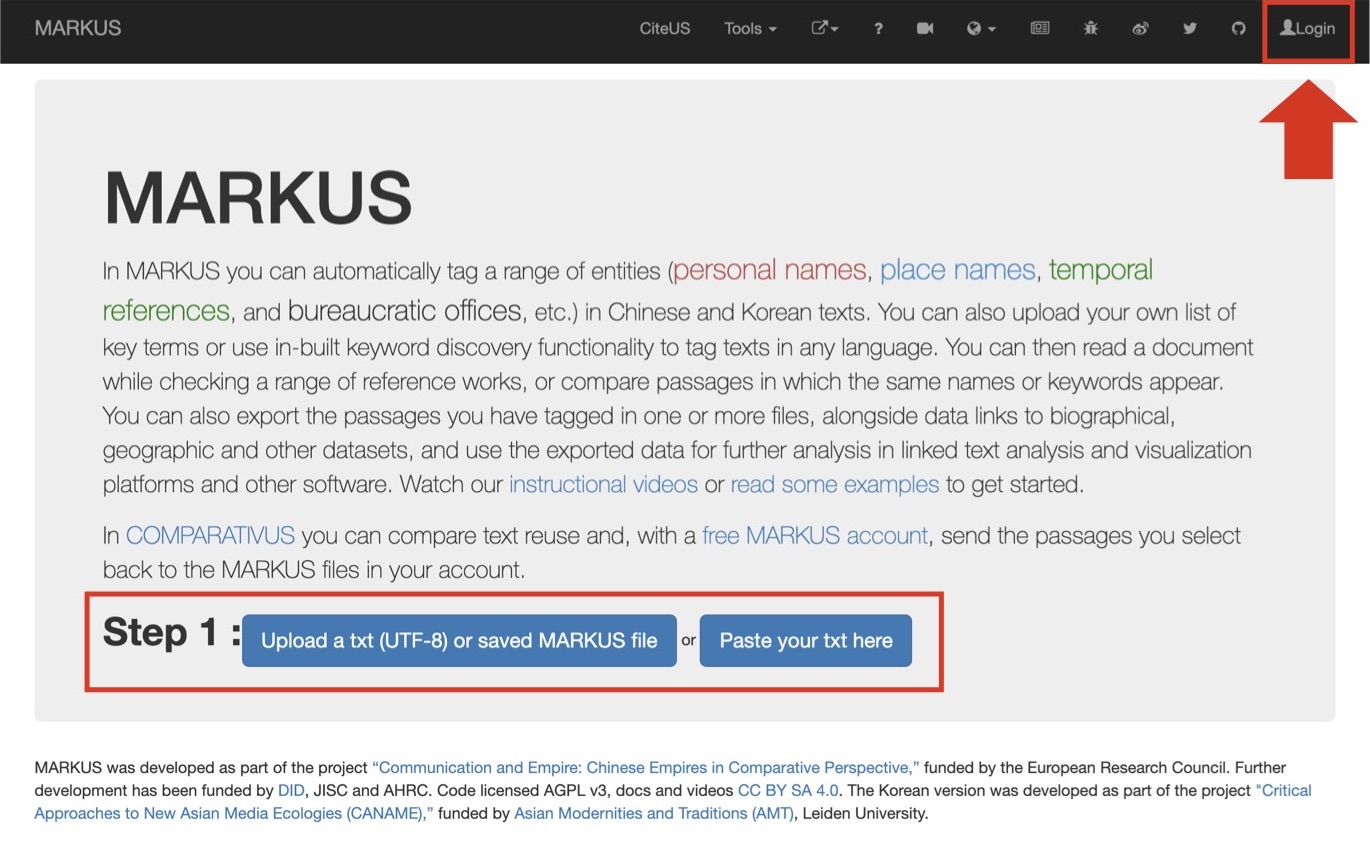 MARKUS
CiteUS Tools ? Login
MARKUS
In MARKUS you can automatically tag a range of entities (personal names, place names, temporal
references, and bureaucratic offices, etc.) in Chinese and Korean texts. You can also upload your own list of
key terms or use in-built keyword discovery functionality to tag texts in any language. You can then read a document
while checking a range of reference works, or compare passages in which the same names or keywords appear.
You can also export the passages you have tagged in one or more files, alongside data links to biographical,
geographic and other datasets, and use the exported data for further analysis in linked text analysis and visualization
platforms and other software. Watch our instructional videos or read some examples to get started.
In COMPARATIVUS you can compare text reuse and, with a free MARKUS account, send the passages you select
back to the MARKUS files in your account.
Step 1 : Upload a txt (UTF-8) or saved MARKUS file or Paste your txt here
MARKUS was developed as part of the project “Communication and Empire: Chinese Empires in Comparative Perspective,” funded by the European Research Council. Further
development has been funded by DID, JISC and AHRC. Code licensed AGPL v3, docs and videos CC BY SA 4.0. The Korean version was developed as part of the project "Critical
Approaches to New Asian Media Ecologies (CANAME),” funded by Asian Modernities and Traditions (AMT), Leiden University.